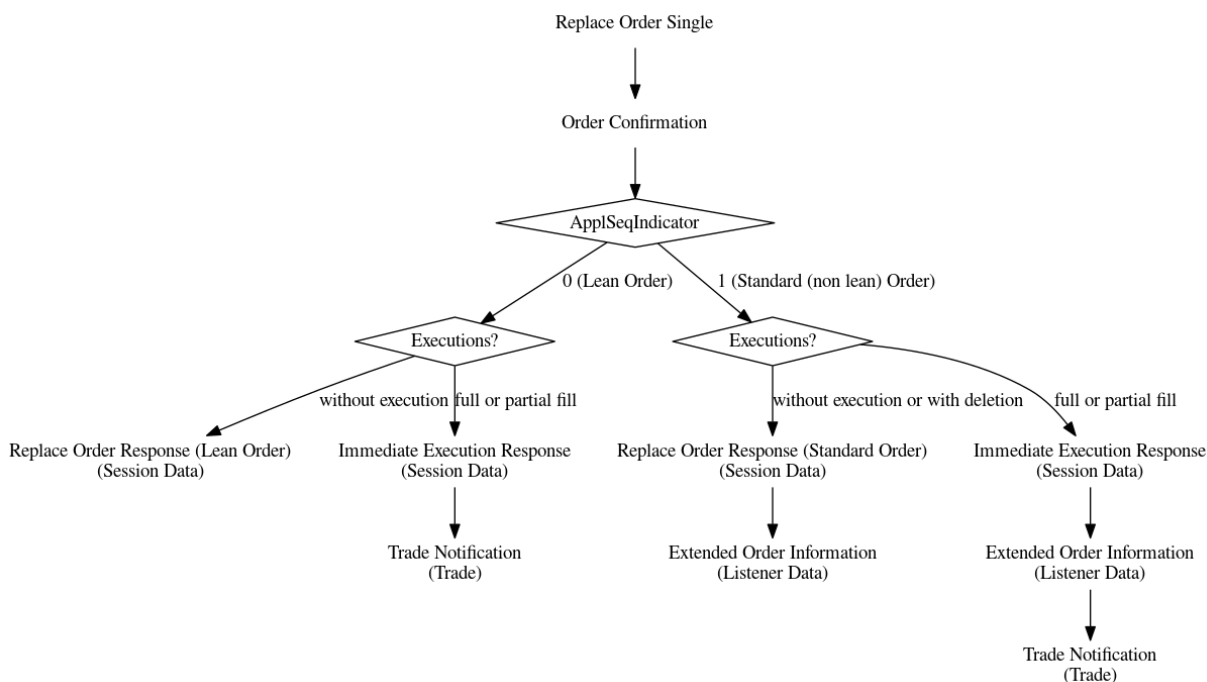 Replace Order Single
Order Confirmation
ApplSeqIndicator
0 (Lean Order)
1 (Standard (non lean) Order)
Executions?
Executions?
without execution
full or partial fill
without execution or with deletion
full or partial fill
Replace Order Response (Lean Order)
(Session Data)
Immediate Execution Response
(Session Data)
Replace Order Response (Standard Order)
(Session Data)
Immediate Execution Response
(Session Data)
Trade Notification
(Trade)
Extended Order Information
(Listener Data)
Extended Order Information
(Listener Data)
Trade Notification
(Trade)